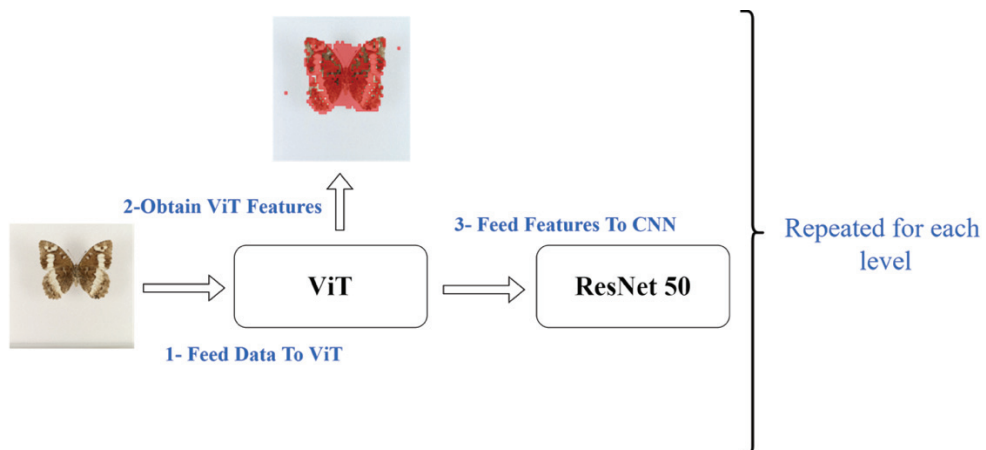 2-Obtain ViT Features
3- Feed Features To CNN
Repeated for each
level
ViT
ResNet 50
1- Feed Data To ViT